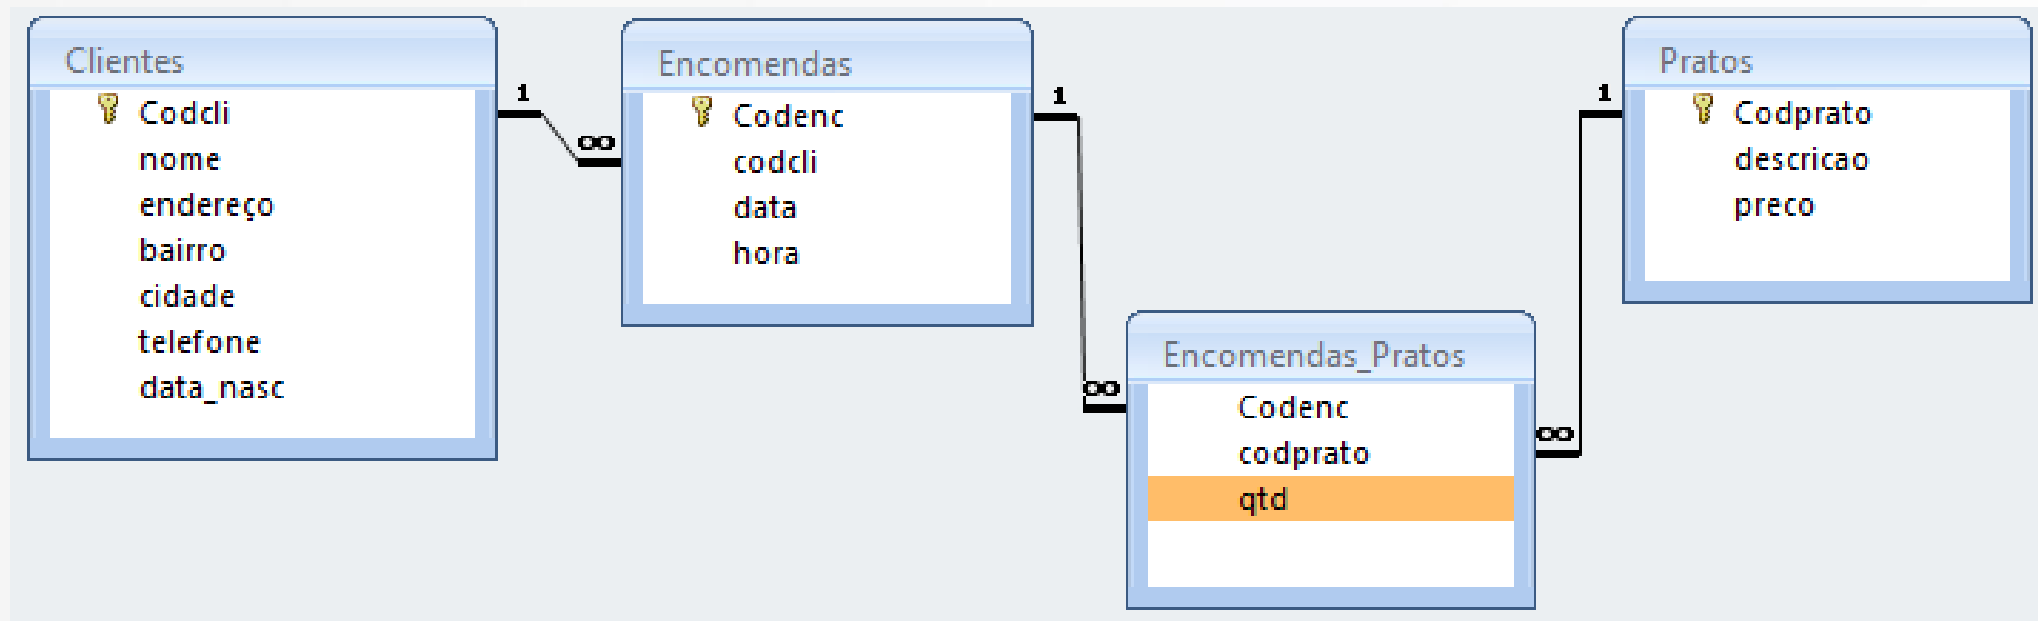 Clientes
Codcli
nome
endereço
bairro
cidade
telefone
data_nasc
1
∞
Encomendas
Codenc
codcli
data
hora
1
∞
Encomendas_Pratos
Codenc
codprato
qtd
∞
1
Pratos
Codprato
descricao
preco